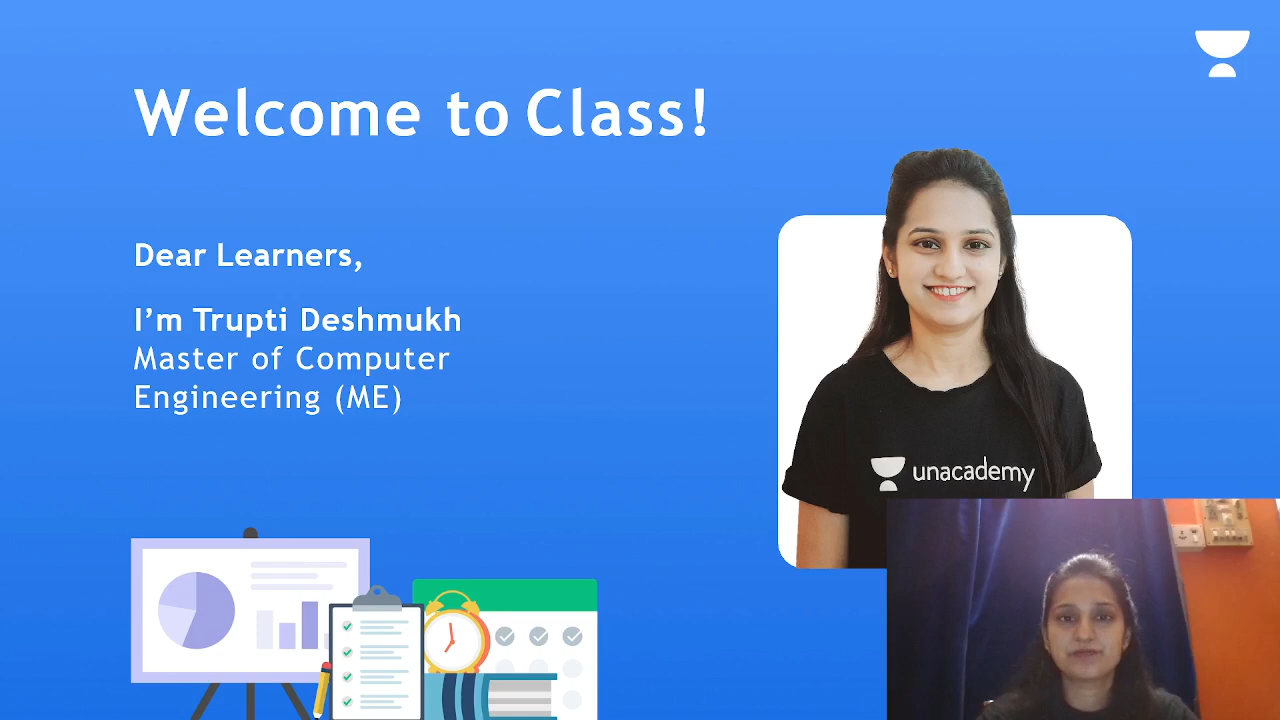 Welcome to Class!
Dear Learners,
I’m Trupti Deshmukh
Master of Computer
Engineering (ME)
unacademy